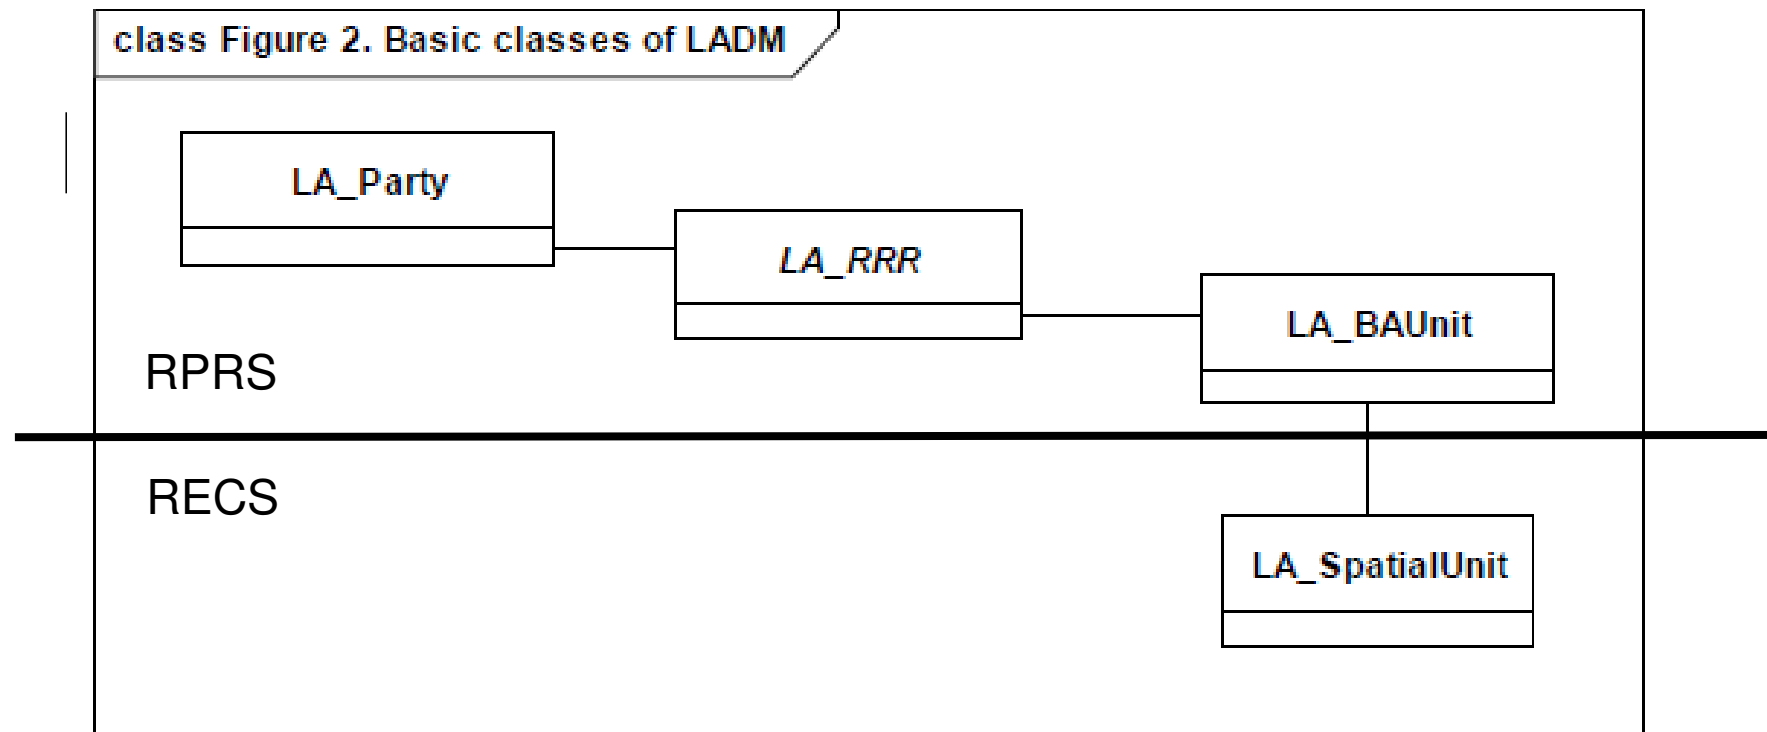 class Figure 2. Basic classes of LADM
LA_Party
LA_RRR
LA_BAUnit
RPRS
RECS
LA_SpatialUnit